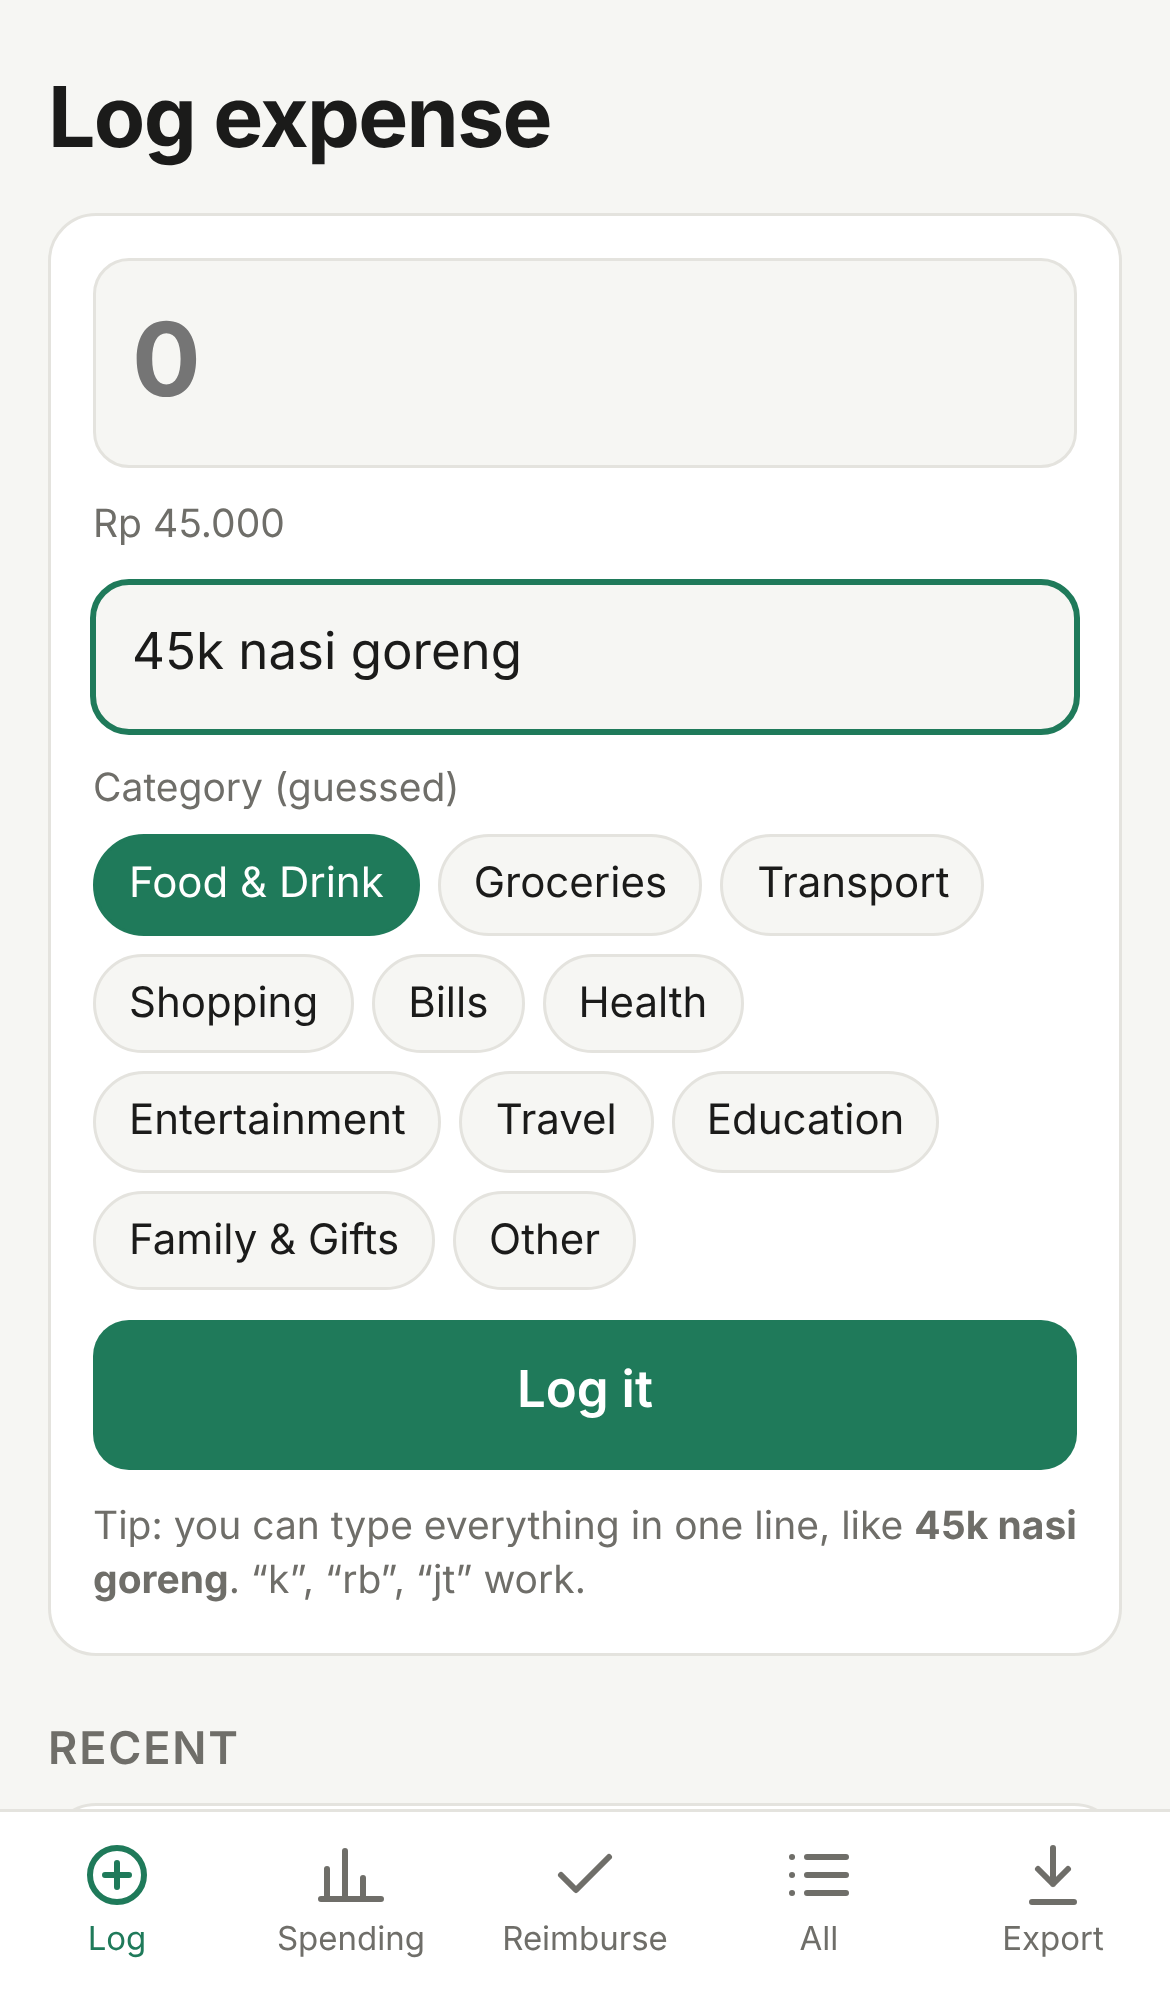 Log expense
0
Rp 45.000
45k nasi goreng
Category (guessed)
Food & Drink Groceries Transport
Shopping Bills Health
Entertainment Travel Education
Family & Gifts Other
Log it
Tip: you can type everything in one line, like 45k nasi
goreng. “k”, “rb”, “jt” work.
RECENT
Log Spending Reimburse All Export